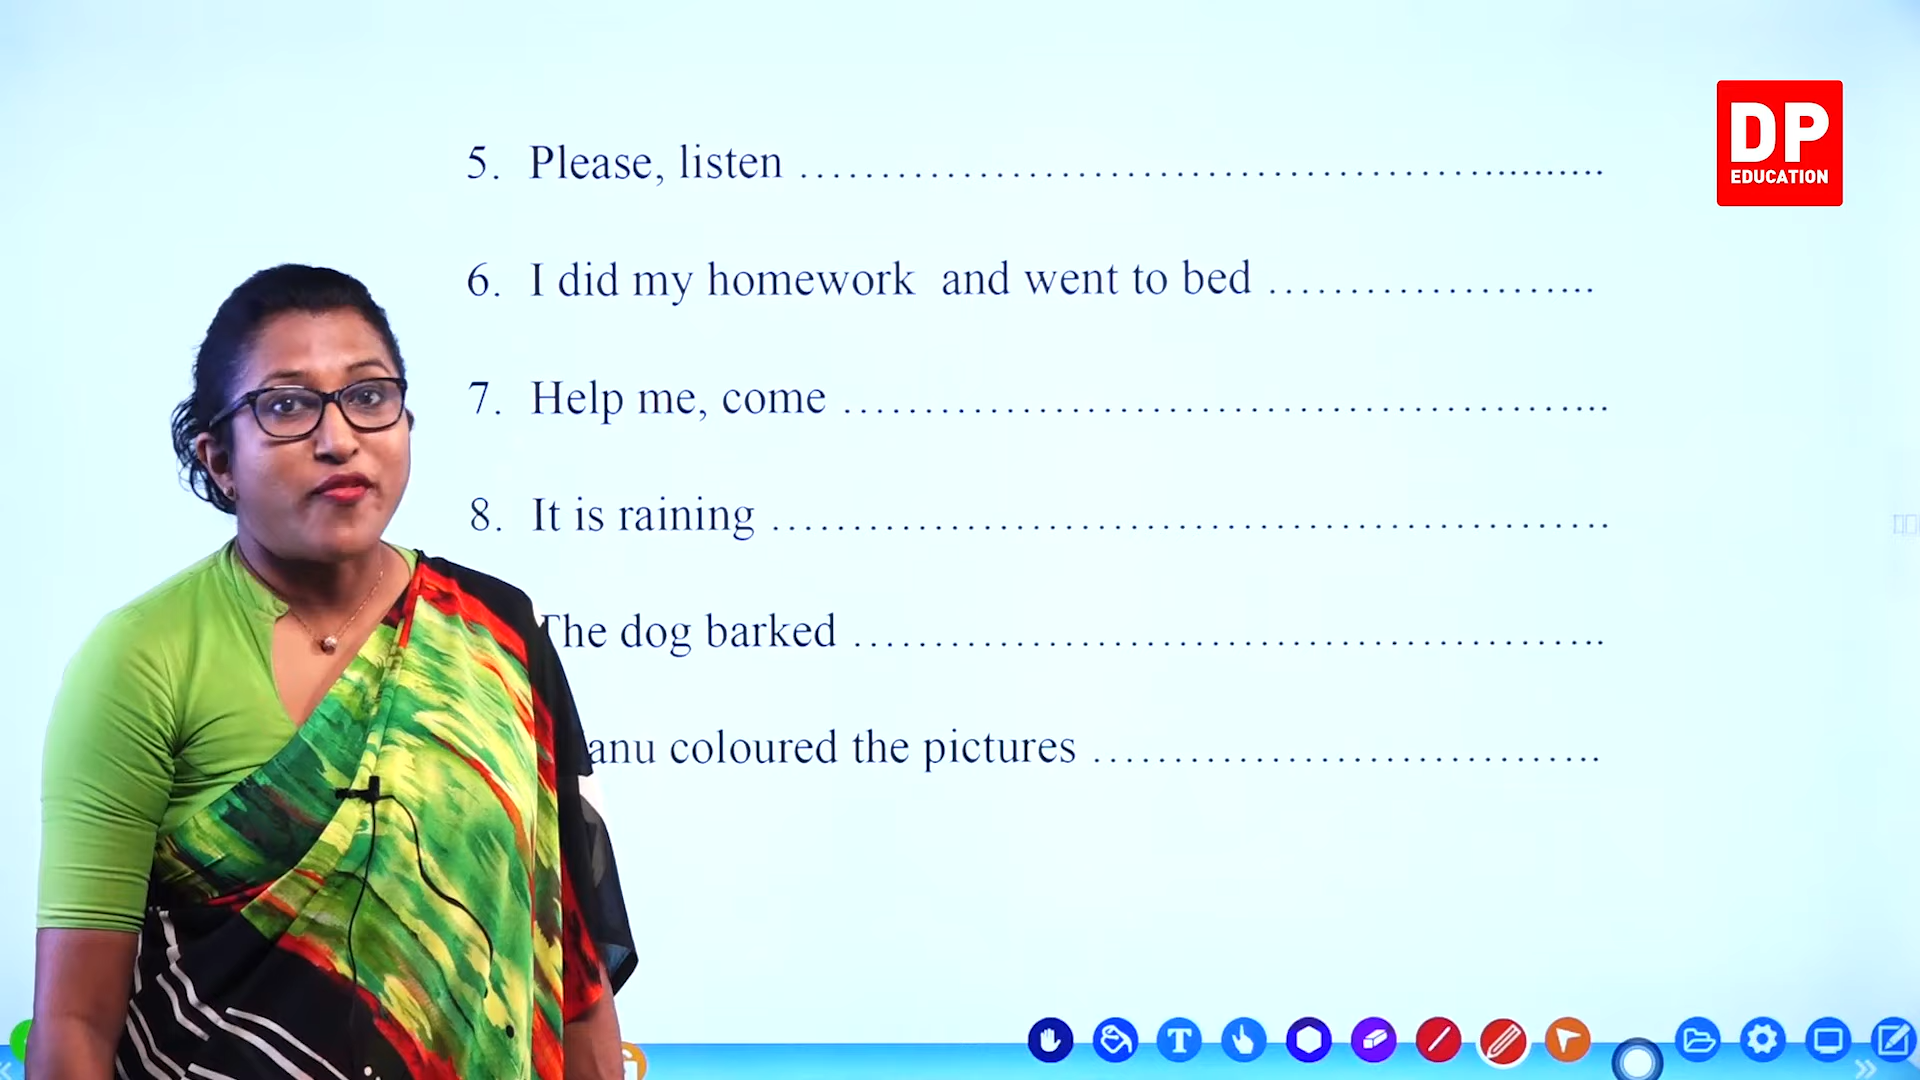 DP
EDUCATION
5. Please, listen ..........................................................
6. I did my homework and went to bed ........................
7. Help me, come ..........................................................
8. It is raining ..........................................................
The dog barked ..........................................................
anu coloured the pictures ....................................
T